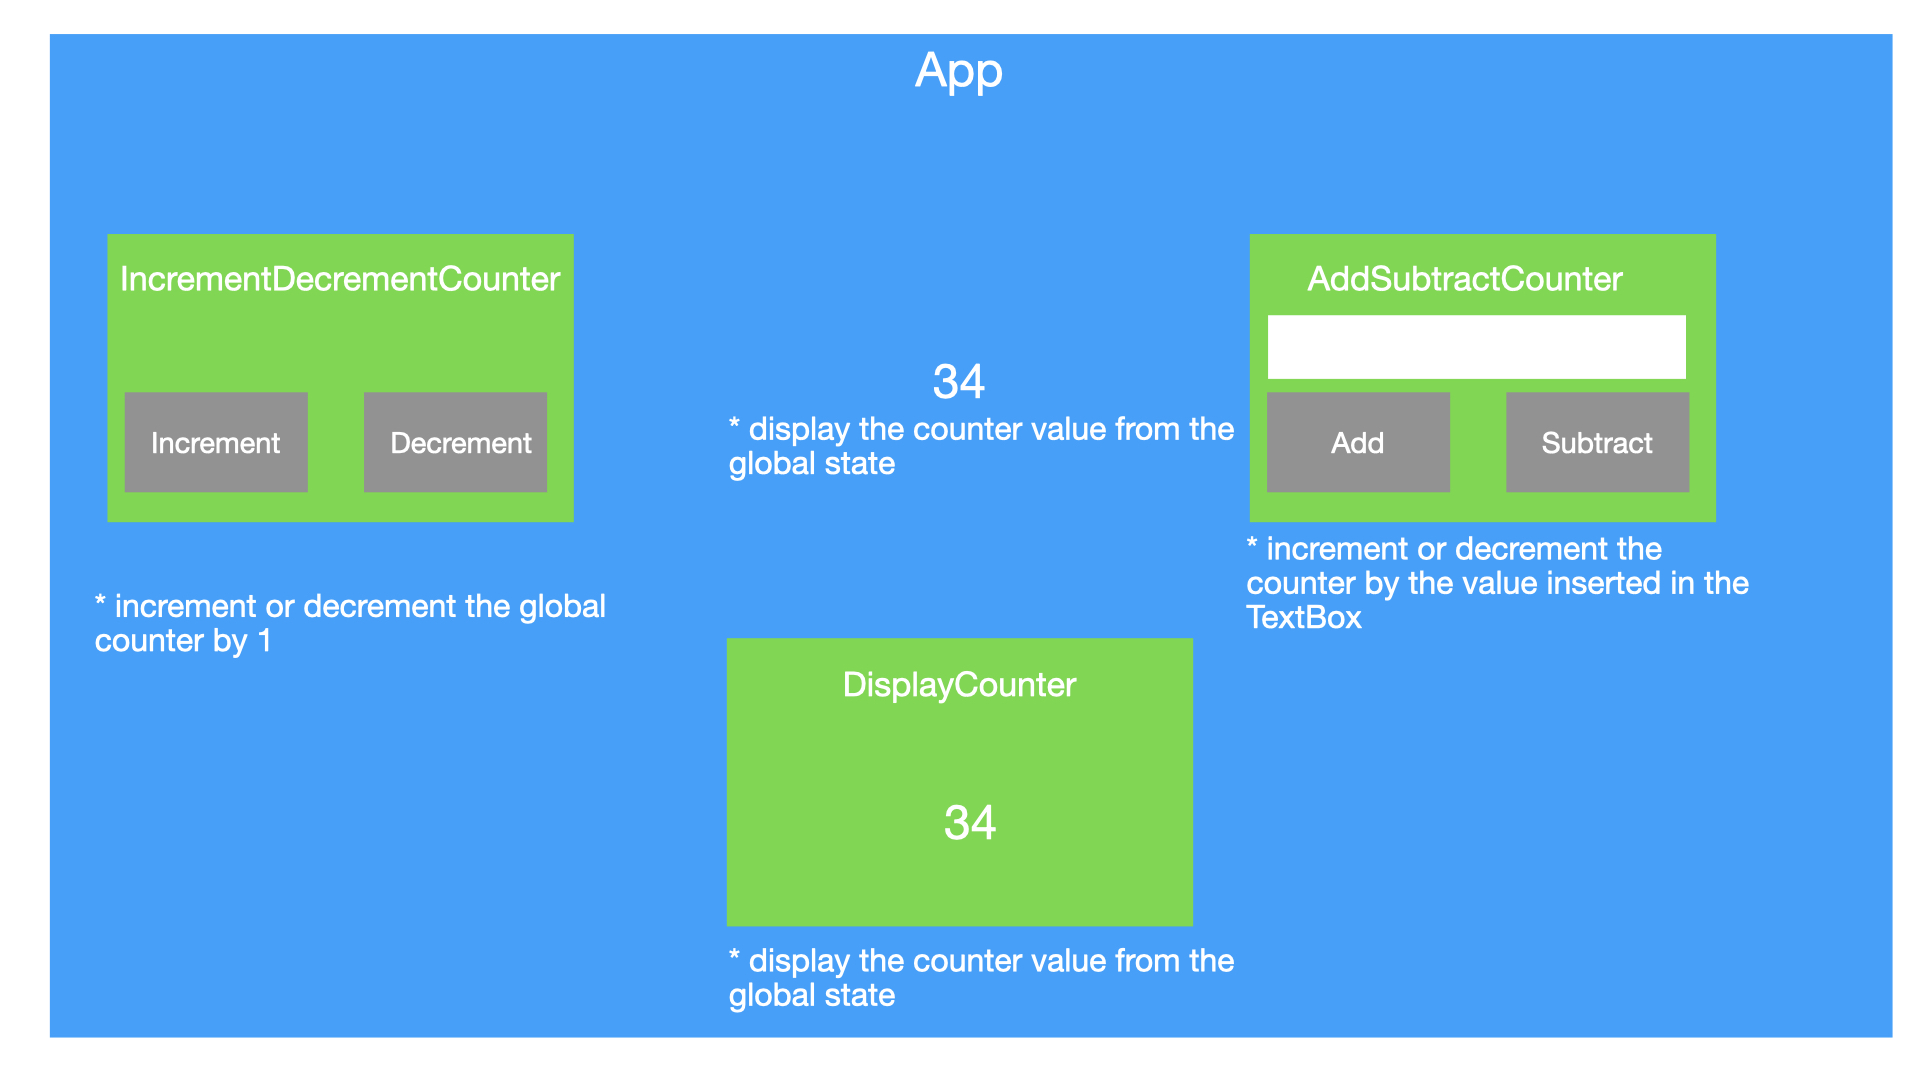 App
IncrementDecrementCounter
Increment
Decrement
* increment or decrement the global
counter by 1
34
* display the counter value from the
global state
AddSubtractCounter
Add
Subtract
* increment or decrement the
counter by the value inserted in the
TextBox
DisplayCounter
34
* display the counter value from the
global state